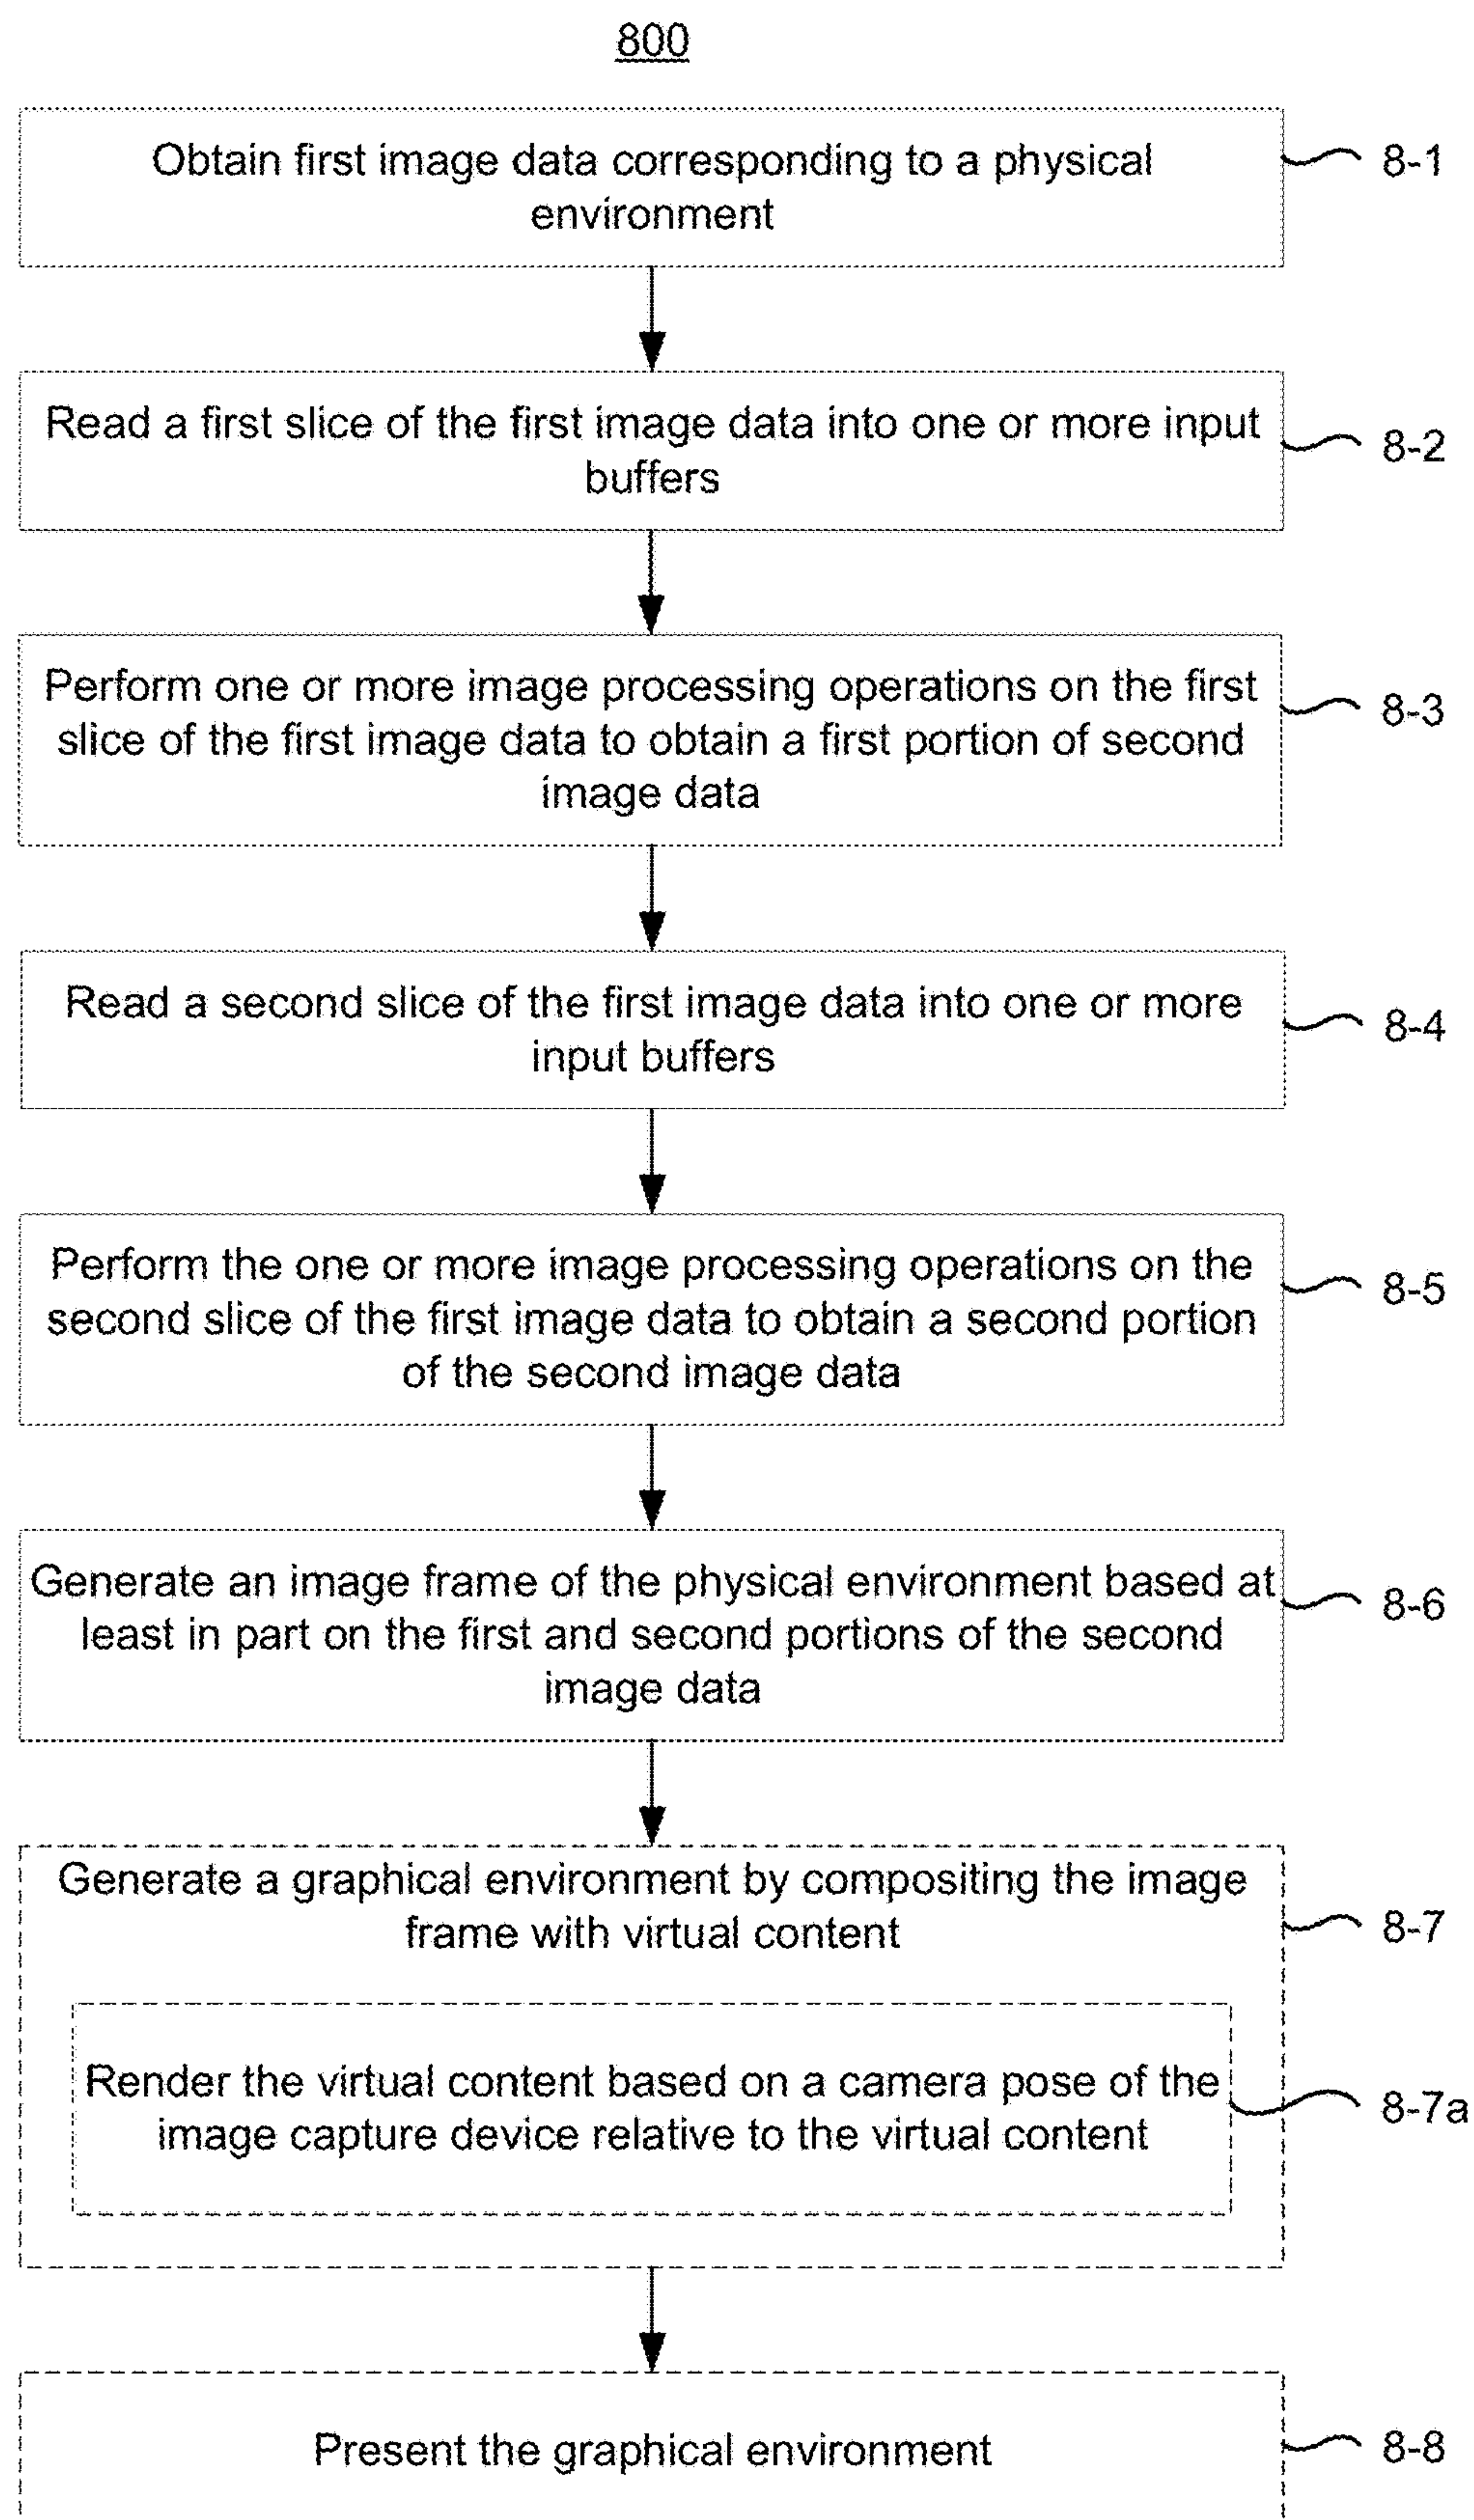 800
Obtain first image data corresponding to a physical
environment
8-1
Read a first slice of the first image data into one or more input
buffers
8-2
Perform one or more image processing operations on the first
slice of the first image data to obtain a first portion of second
image data
8-3
Read a second slice of the first image data into one or more
input buffers
8-4
Perform the one or more image processing operations on the
second slice of the first image data to obtain a second portion
of the second image data
8-5
Generate an image frame of the physical environment based at
least in part on the first and second portions of the second
image data
8-6
Generate a graphical environment by compositing the image
frame with virtual content
8-7
Render the virtual content based on a camera pose of the
image capture device relative to the virtual content
8-7a
Present the graphical environment
8-8